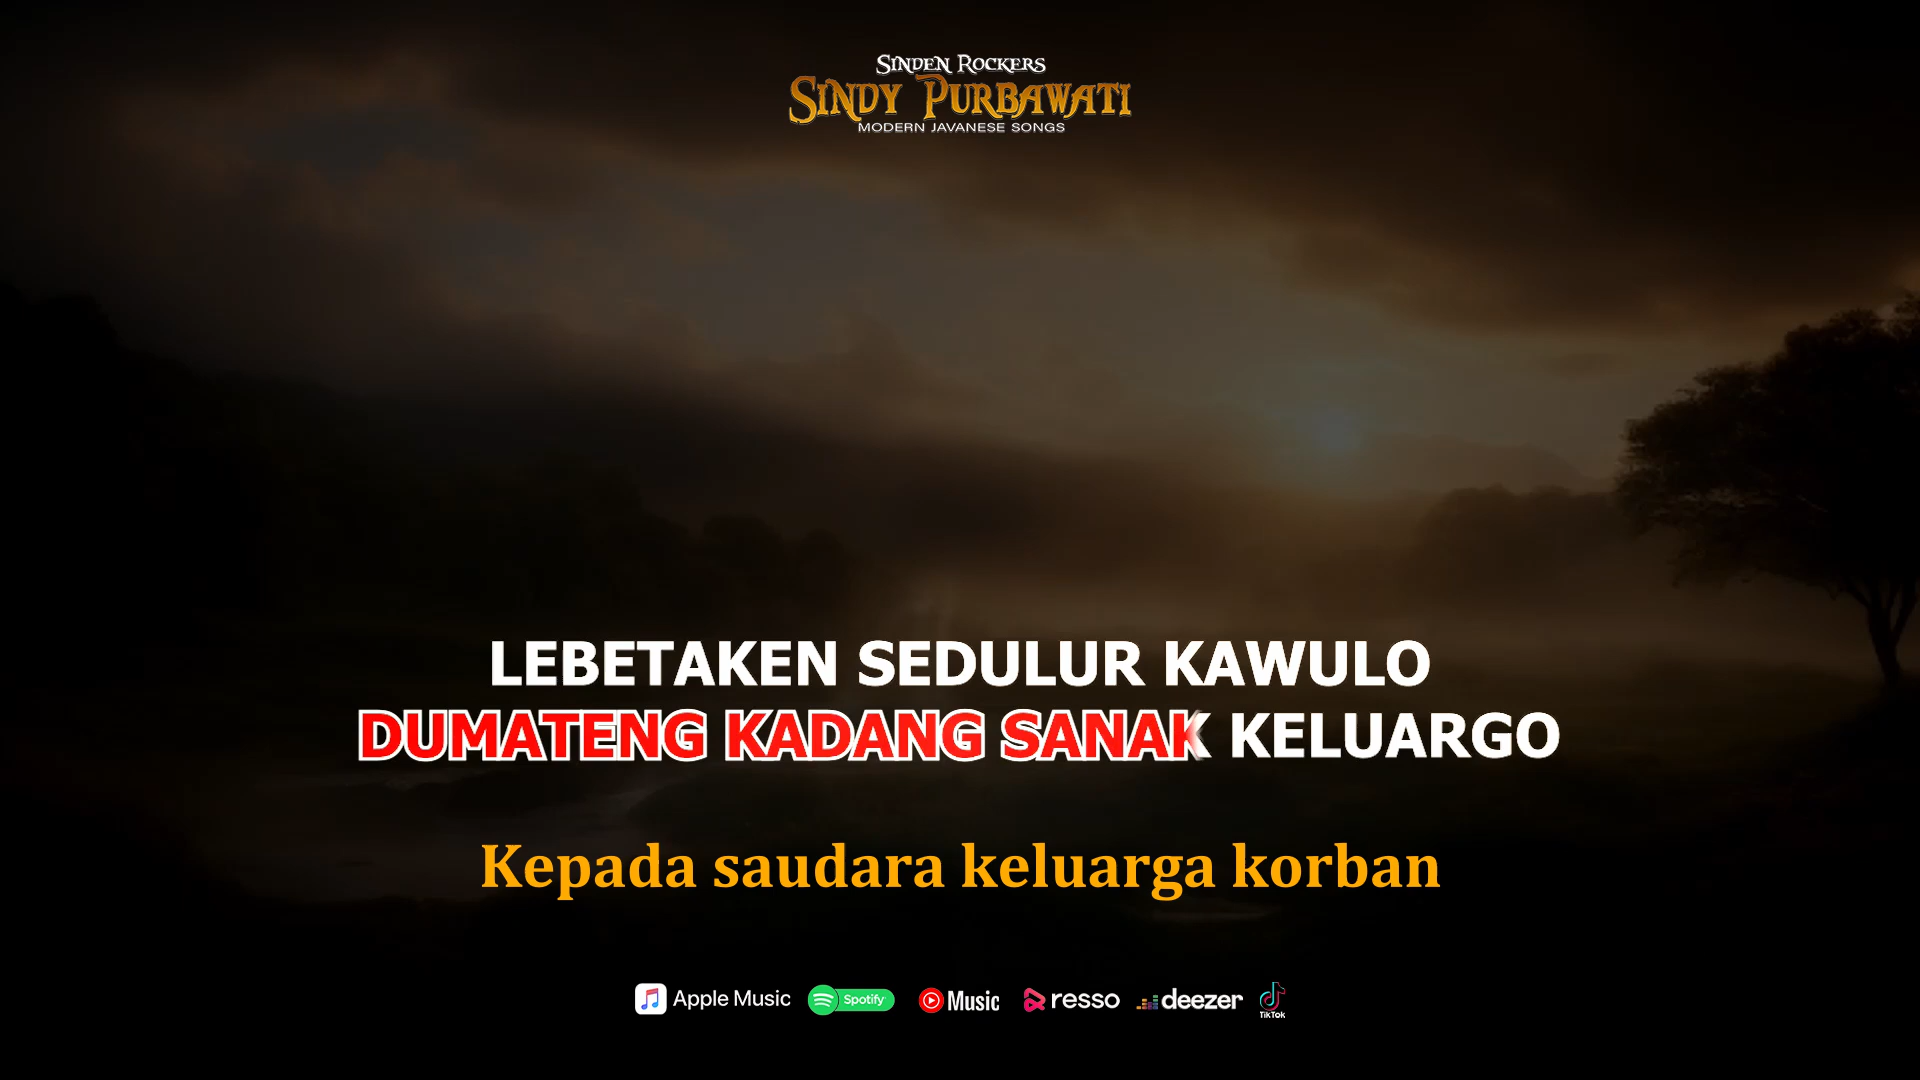 SINDEN ROCKERS
SINDY PURBAWATI
MODERN JAVANESE SONGS
LEBETAKEN SEDULUR KAWULO
DUMATENG KADANG SANAK KELUARGO
Kepada saudara keluarga korban
Apple Music Spotify Music resso deezer TikTok